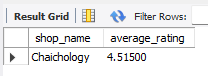 Result Grid Filter Rows:
shop_name average_rating
Chaichology 4.51500